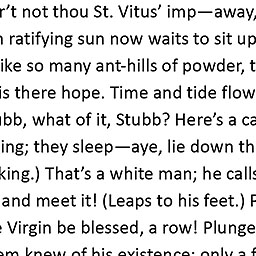 r’t not thou St. Vitus’ imp—away,
ratifying sun now waits to sit up
ike so many ant-hills of powder, t
is there hope. Time and tide flow
bb, what of it, Stubb? Here’s a ca
ing; they sleep—aye, lie down th
king.) That’s a white man; he calls
and meet it! (Leaps to his feet.)
Virgin be blessed, a row! Plunge
em knew of his existence; only a f